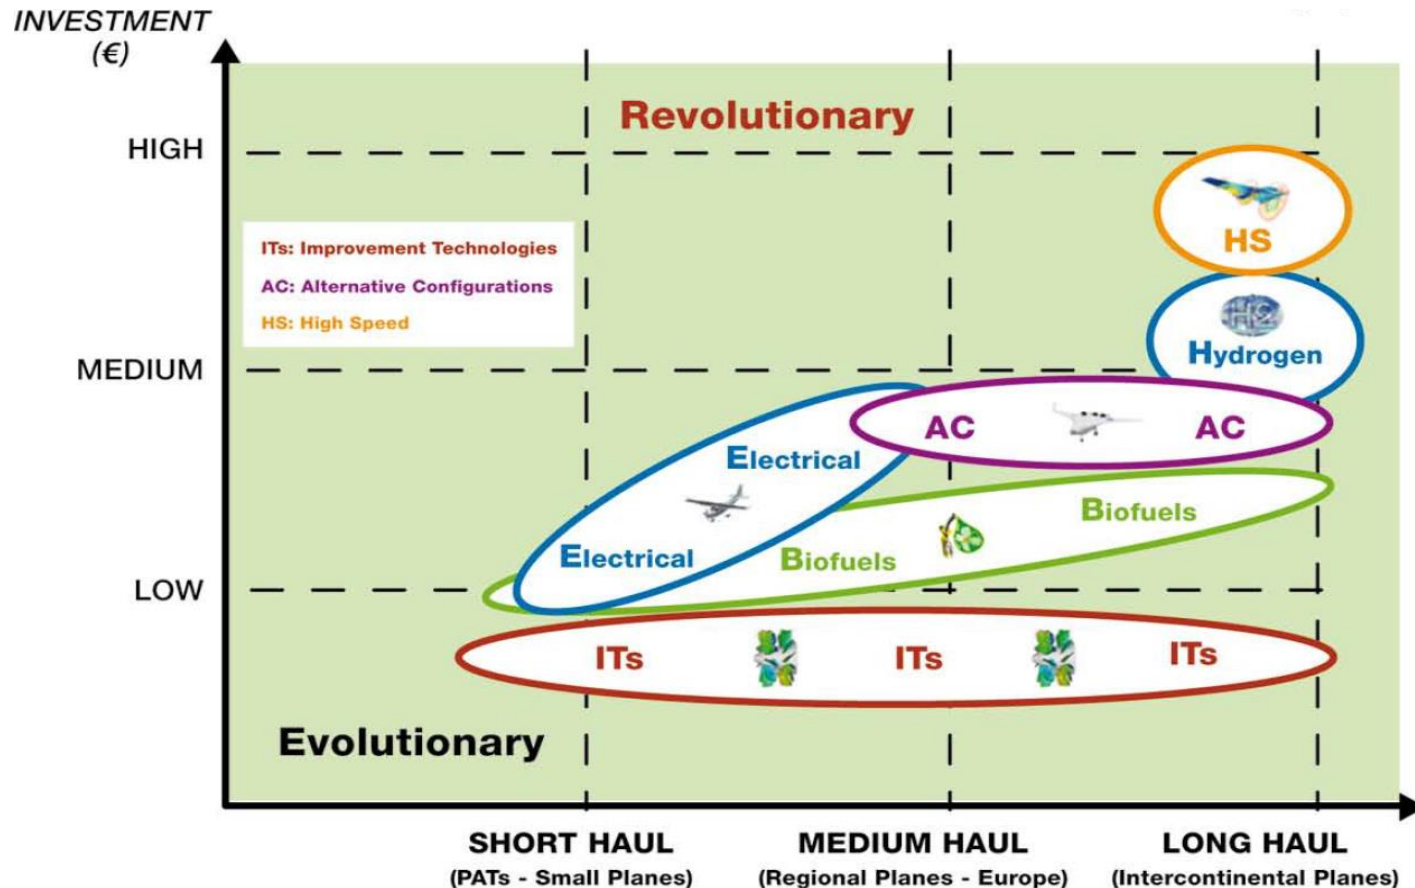 INVESTMENT
(€)
Revolutionary
HIGH
ITs: Improvement Technologies
AC: Alternative Configurations
HS: High Speed
HS
H2
Hydrogen
MEDIUM
AC
AC
Electrical
Biofuels
Electrical
Biofuels
LOW
ITs
ITs
ITs
Evolutionary
SHORT HAUL
MEDIUM HAUL
LONG HAUL
(PATs - Small Planes)
(Regional Planes - Europe)
(Intercontinental Planes)